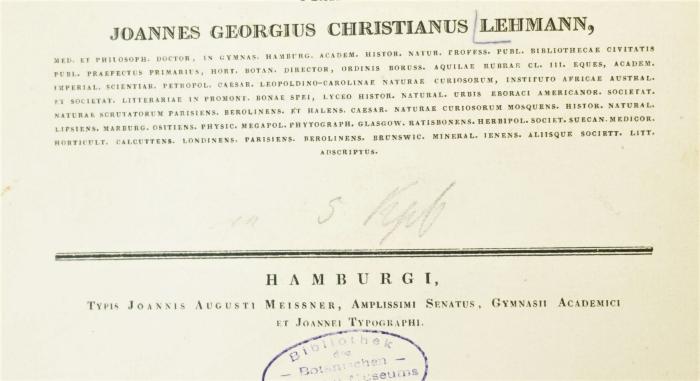 JOANNES GEORGIUS CHRISTIANUS LEHMANN,
MED. ET PHILOSOPH. DOCTOR, IN GYMNAS. HAMBURG. ACADEM. HISTOR. NATUR. PROFESS. PUBL. BIBLIOTHECAE CIVITATIS
PUBL. PRAEFECTUS PRIMARIUS, HORT. BOTAN. DIRECTOR, ORDINIS BORUSS. AQUILAE RUBRAE CL. III. EQUES, ACADEM.
IMPERIAL. SCIENTIAR. PETROPOL. CAESAR. LEOPOLDINO-CAROLINAE NATURAE CURIOSORUM, INSTITUTO AFRICAE AUSTRAL.
ET SOCIETAT. LITTERARIAE IN PROMONT. BONAE SPEI, LYCEO HISTOR. NATURAL. URBIS EBORACI AMERICANOR. SOCIETAT.
NATURAE SCRUTATORUM PARISIENS. BEROLINENS. ET HALENS. CAESAR. NATURAE CURIOSORUM MOSQUENS. HISTOR. NATURAL.
LIPSIENS. MARBURG. OSITIENS. PHYSIC. MEGAPOL. PHYTOGRAPH. GLASGOW. RATISBONENS. HERBIPOL. SOCIET. SUECAN. MEDICOR.
HORTICULT. CALCUTTENS. LONDINENS. PARISIENS. BEROLINENS. BRUNSWIC. MINERAL. IENENS. ALIISQUE SOCIETT. LITT.
ADSCRIPTUS.
5
HAMBURGI,
TYPIS JOANNIS AUGUSTI MEISSNER, AMPLISSIMI SENATUS, GYMNASII ACADEMICI
ET JOANNEI TYPOGRAPHI.
Bibliothek
des
— Botanischen —
Museums